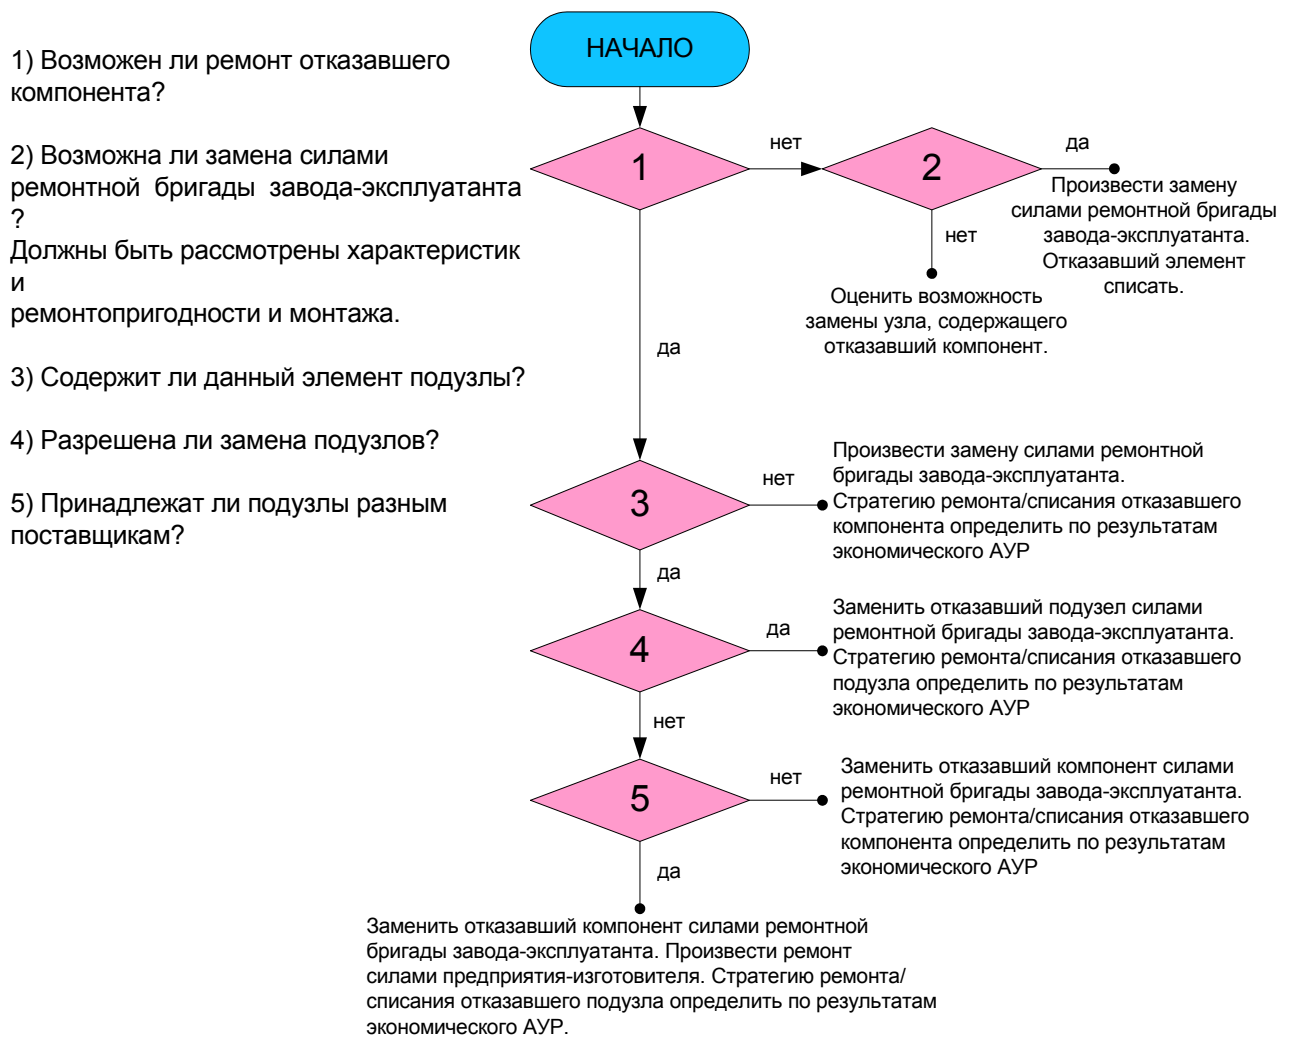 НАЧАЛО
1) Возможен ли ремонт отказавшего
компонента?
2) Возможна ли замена силами
ремонтной бригады завода-эксплуатанта
?
Должны быть рассмотрены характеристик
и
ремонтопригодности и монтажа.
3) Содержит ли данный элемент подузлы?
4) Разрешена ли замена подузлов?
5) Принадлежат ли подузлы разным
поставщикам?
1
нет
2
да
Произвести замену
силами ремонтной бригады
завода-эксплуатанта.
Отказавший элемент
списать.
нет
Оценить возможность
замены узла, содержащего
отказавший компонент.
да
3
нет
Произвести замену силами ремонтной
бригады завода-эксплуатанта.
Стратегию ремонта/списания отказавшего
компонента определить по результатам
экономического АУР
да
4
да
Заменить отказавший подузел силами
ремонтной бригады завода-эксплуатанта.
Стратегию ремонта/списания отказавшего
подузла определить по результатам
экономического АУР
нет
5
нет
Заменить отказавший компонент силами
ремонтной бригады завода-эксплуатанта.
Стратегию ремонта/списания отказавшего
компонента определить по результатам
экономического АУР
да
Заменить отказавший компонент силами ремонтной
бригады завода-эксплуатанта. Произвести ремонт
силами предприятия-изготовителя. Стратегию ремонта/
списания отказавшего подузла определить по результатам
экономического АУР.